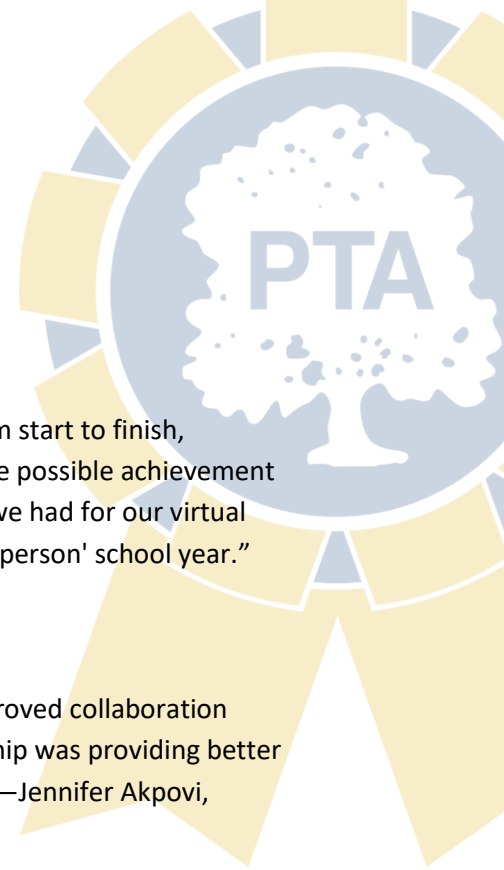 PTA
m start to finish,
e possible achievement
we had for our virtual
person' school year.”
roved collaboration
hip was providing better
—Jennifer Akpovi,